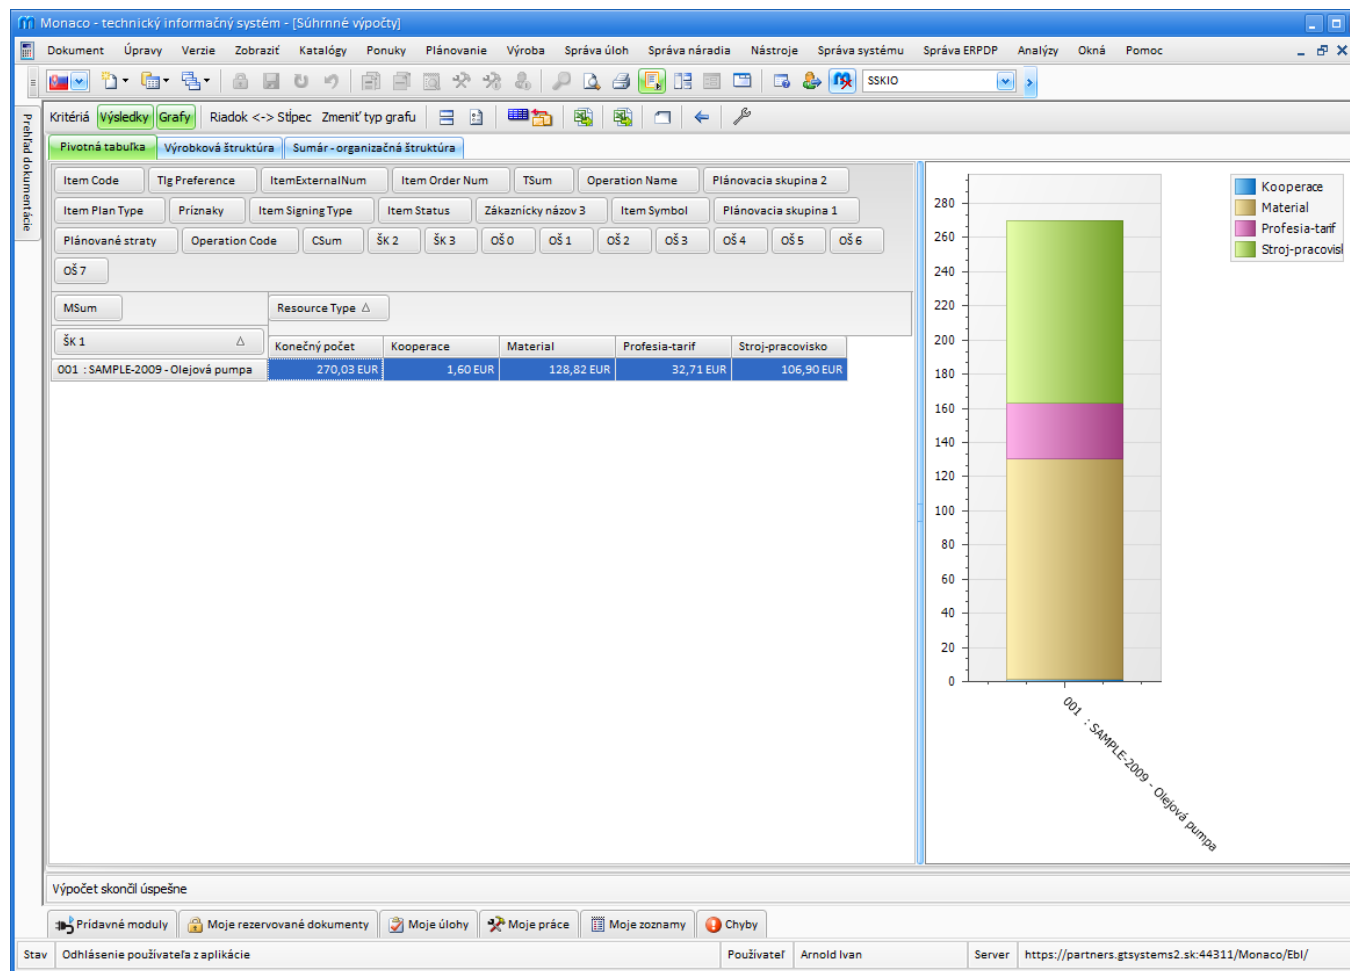 Monaco - technický informačný systém - [Súhrnné výpočty]
Dokument Úpravy Verzie Zobraziť Katalógy Ponuky Plánovanie Výroba Správa úloh Správa náradia Nástroje Správa systému Správa ERPDP Analýzy Okná Pomoc
SSKIO
Kritériá Výsledky Grafy Riadok <-> Stĺpec Zmeniť typ grafu
Prehľad dokumentácie
Pivotná tabuľka Výrobková štruktúra Sumár - organizačná štruktúra
Item Code Tlg Preference ItemExternalNum Item Order Num TSum Operation Name Plánovacia skupina 2
Item Plan Type Príznaky Item Signing Type Item Status Zákaznícky názov 3 Item Symbol Plánovacia skupina 1
Plánované straty Operation Code CSum ŠK 2 ŠK 3 OŠ 0 OŠ 1 OŠ 2 OŠ 3 OŠ 4 OŠ 5 OŠ 6
OŠ 7
MSum Resource Type
ŠK 1 Konečný počet Kooperace Material Profesia-tarif Stroj-pracovisko
001 : SAMPLE-2009 - Olejová pumpa 270,03 EUR 1,60 EUR 128,82 EUR 32,71 EUR 106,90 EUR
280
260
240
220
200
180
160
140
120
100
80
60
40
20
0
001 : SAMPLE-2009 - Olejová pumpa
Kooperace
Material
Profesia-tarif
Stroj-pracovisl
Výpočet skončil úspešne
Prídavné moduly Moje rezervované dokumenty Moje úlohy Moje práce Moje zoznamy Chyby
Stav Odhlásenie používateľa z aplikácie Používateľ Arnold Ivan Server https://partners.gtsystems2.sk:44311/Monaco/Ebl/